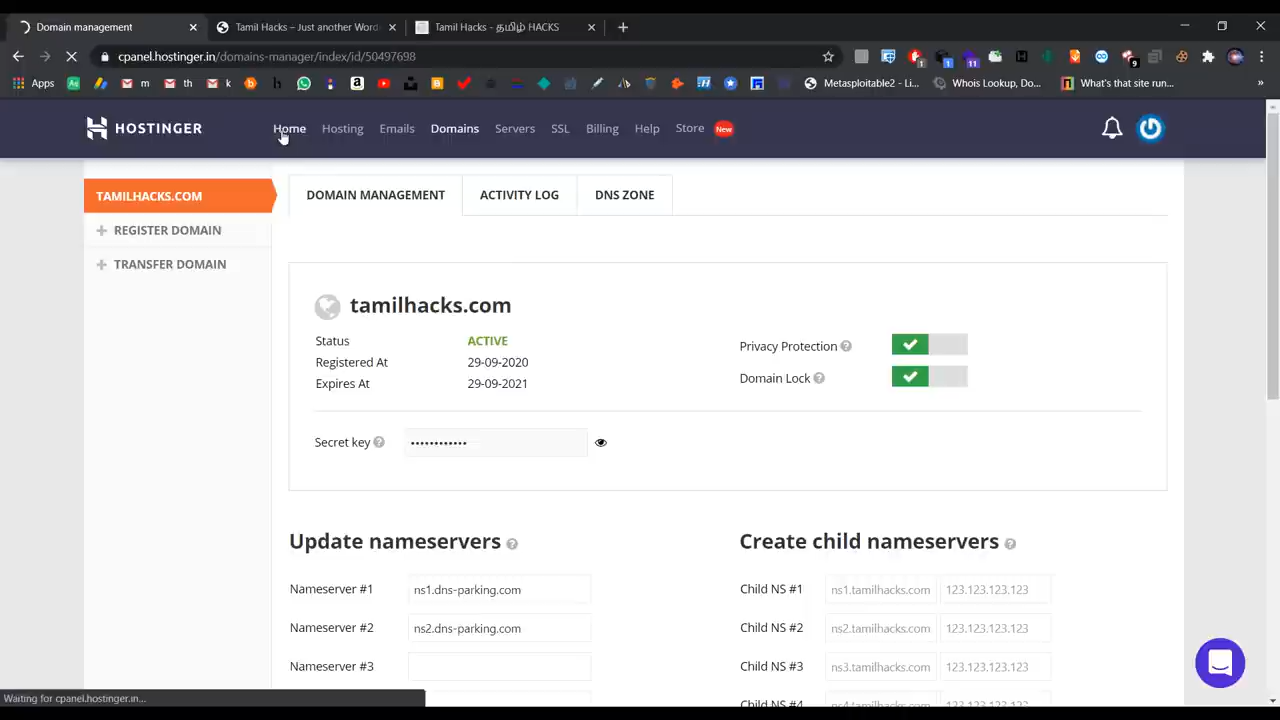 Domain management
Tamil Hacks – Just another Word
Tamil Hacks - தமிழ் HACKS
cpanel.hostinger.in/domains-manager/index/id/50497698
Apps
m
m
k
Metasploitable2 - Li...
Whois Lookup, Do...
What's that site run...
HOSTINGER
Home
Hosting
Emails
Domains
Servers
SSL
Billing
Help
Store
New
TAMILHACKS.COM
REGISTER DOMAIN
TRANSFER DOMAIN
DOMAIN MANAGEMENT
ACTIVITY LOG
DNS ZONE
tamilhacks.com
Status ACTIVE
Registered At 29-09-2020
Expires At 29-09-2021
Privacy Protection
Domain Lock
Secret key ••••••••••••
Update nameservers
Nameserver #1 ns1.dns-parking.com
Nameserver #2 ns2.dns-parking.com
Nameserver #3
Create child nameservers
Child NS #1 ns1.tamilhacks.com 123.123.123.123
Child NS #2 ns2.tamilhacks.com 123.123.123.123
Child NS #3 ns3.tamilhacks.com 123.123.123.123
Waiting for cpanel.hostinger.in...